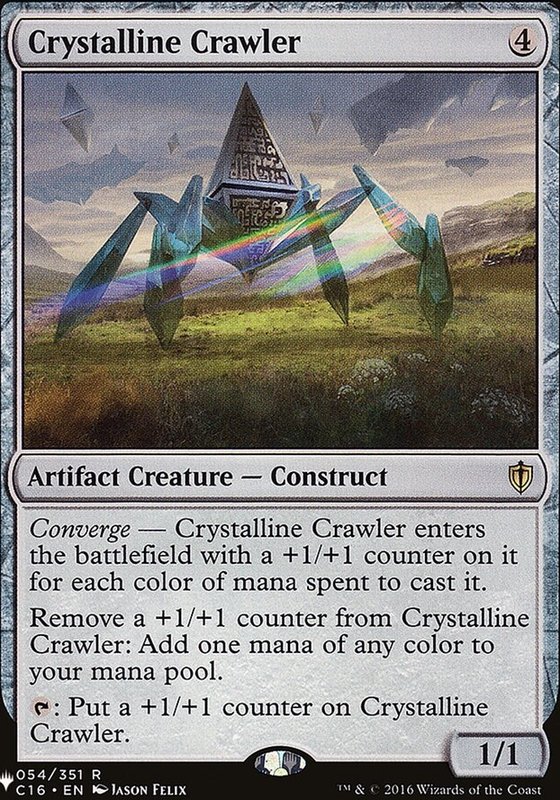 Crystalline Crawler 4
Artifact Creature — Construct
Converge — Crystalline Crawler enters
the battlefield with a +1/+1 counter on it
for each color of mana spent to cast it.
Remove a +1/+1 counter from Crystalline
Crawler: Add one mana of any color to
your mana pool.
: Put a +1/+1 counter on Crystalline
Crawler.
1/1
054/351 R
C16 • EN Jason Felix
™ & © 2016 Wizards of the Coast